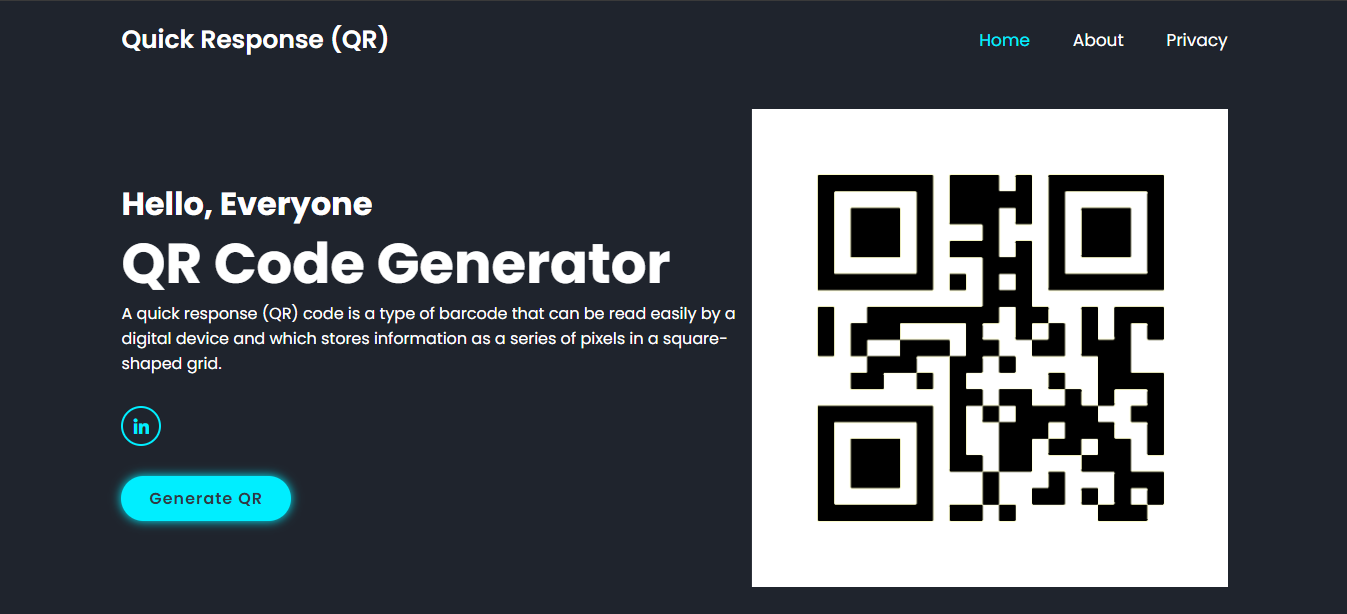 Quick Response (QR)
Home
About
Privacy
Hello, Everyone
QR Code Generator
A quick response (QR) code is a type of barcode that can be read easily by a
digital device and which stores information as a series of pixels in a square-
shaped grid.
in
Generate QR